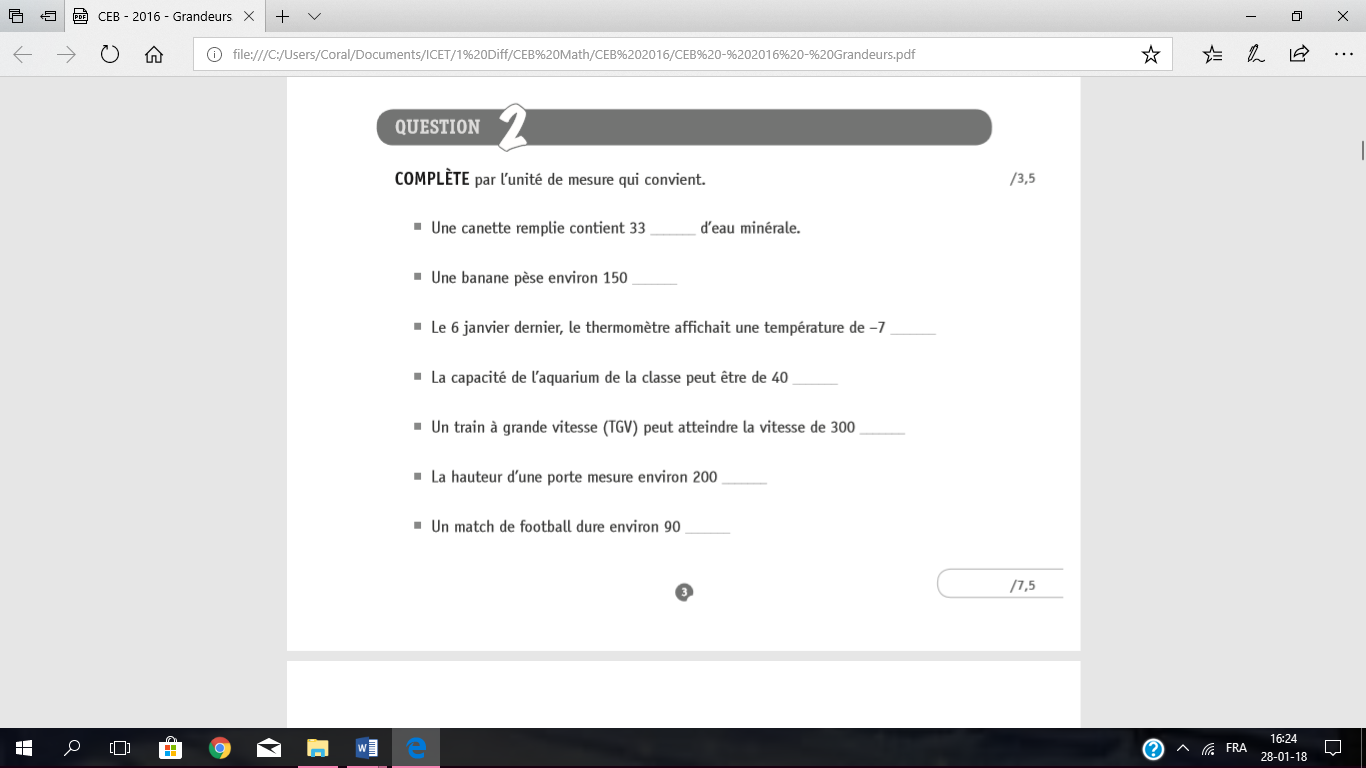 CEB - 2016 - Grandeurs
file:///C:/Users/Coral/Documents/ICET/1%20Diff/CEB%20Math/CEB%202016/CEB%20-%202016%20-%20Grandeurs.pdf
QUESTION 2
COMPLÈTE par l'unité de mesure qui convient. /3,5
▪ Une canette remplie contient 33 ______ d'eau minérale.
▪ Une banane pèse environ 150 ______
▪ Le 6 janvier dernier, le thermomètre affichait une température de –7 ______
▪ La capacité de l'aquarium de la classe peut être de 40 ______
▪ Un train à grande vitesse (TGV) peut atteindre la vitesse de 300 ______
▪ La hauteur d'une porte mesure environ 200 ______
▪ Un match de football dure environ 90 ______
3
/7,5
FRA
16:24
28-01-18